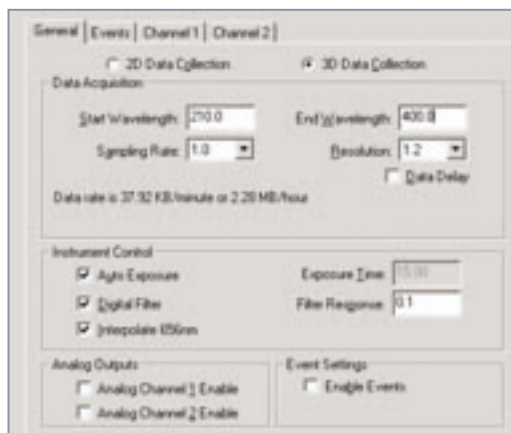 General Events Channel 1 Channel 2
2D Data Collection 3D Data Collection
Data Acquisition
Start Wavelength: 210.0 End Wavelength: 400.0
Sampling Rate: 1.0 Resolution: 1.2
Data Delay
Data rate is 37.92 KB/minute or 2.28 MB/hour
Instrument Control
Auto Exposure Exposure Time:
Digital Filter Filter Response: 0.1
Interpolate 656nm
Analog Outputs Event Settings
Analog Channel 1 Enable Enable Events
Analog Channel 2 Enable